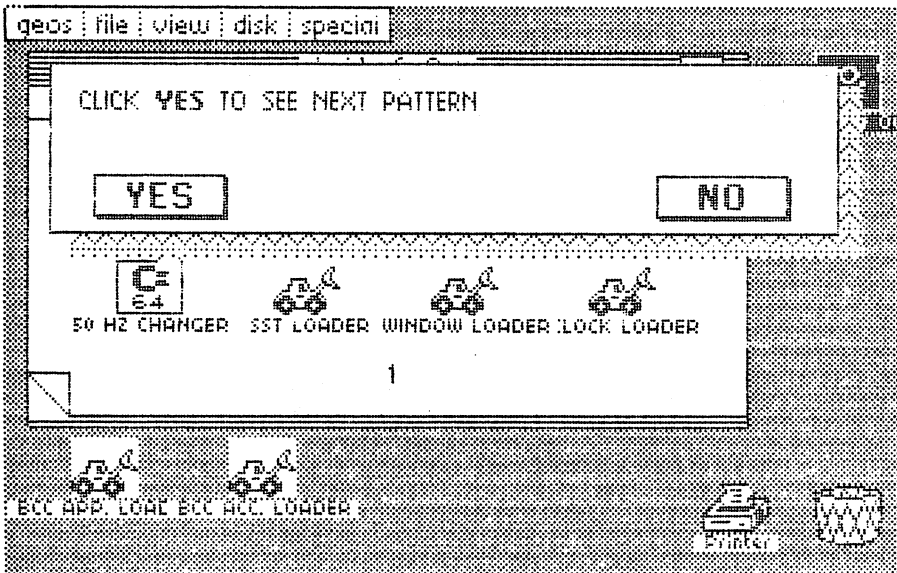 geos file view disk special
CLICK YES TO SEE NEXT PATTERN
YES NO
C= 64
50 HZ CHANGER SST LOADER WINDOW LOADER CLOCK LOADER
1
BCC APP. LOAD BCC ACC. LOADER
Printer